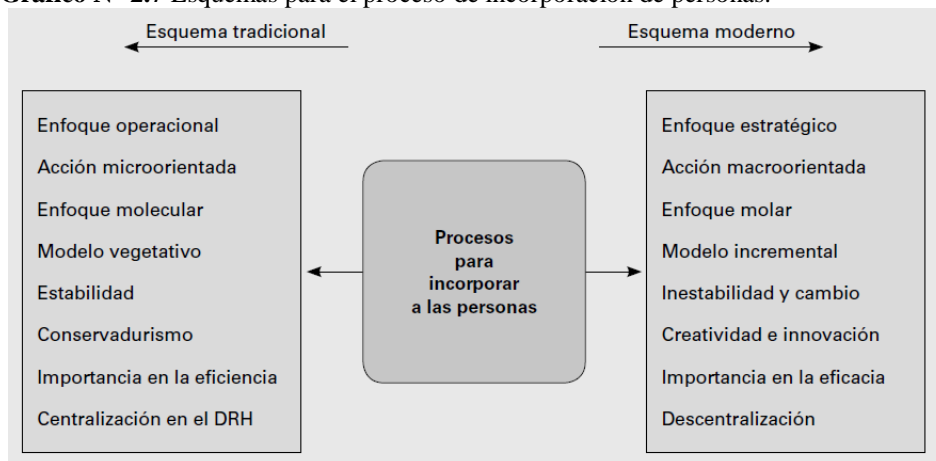 Gráfico N° 2.7 Esquemas para el proceso de incorporación de personas.
Esquema tradicional
Esquema moderno
Enfoque operacional
Acción microorientada
Enfoque molecular
Modelo vegetativo
Estabilidad
Conservadurismo
Importancia en la eficiencia
Centralización en el DRH
Procesos
para
incorporar
a las personas
Enfoque estratégico
Acción macroorientada
Enfoque molar
Modelo incremental
Inestabilidad y cambio
Creatividad e innovación
Importancia en la eficacia
Descentralización